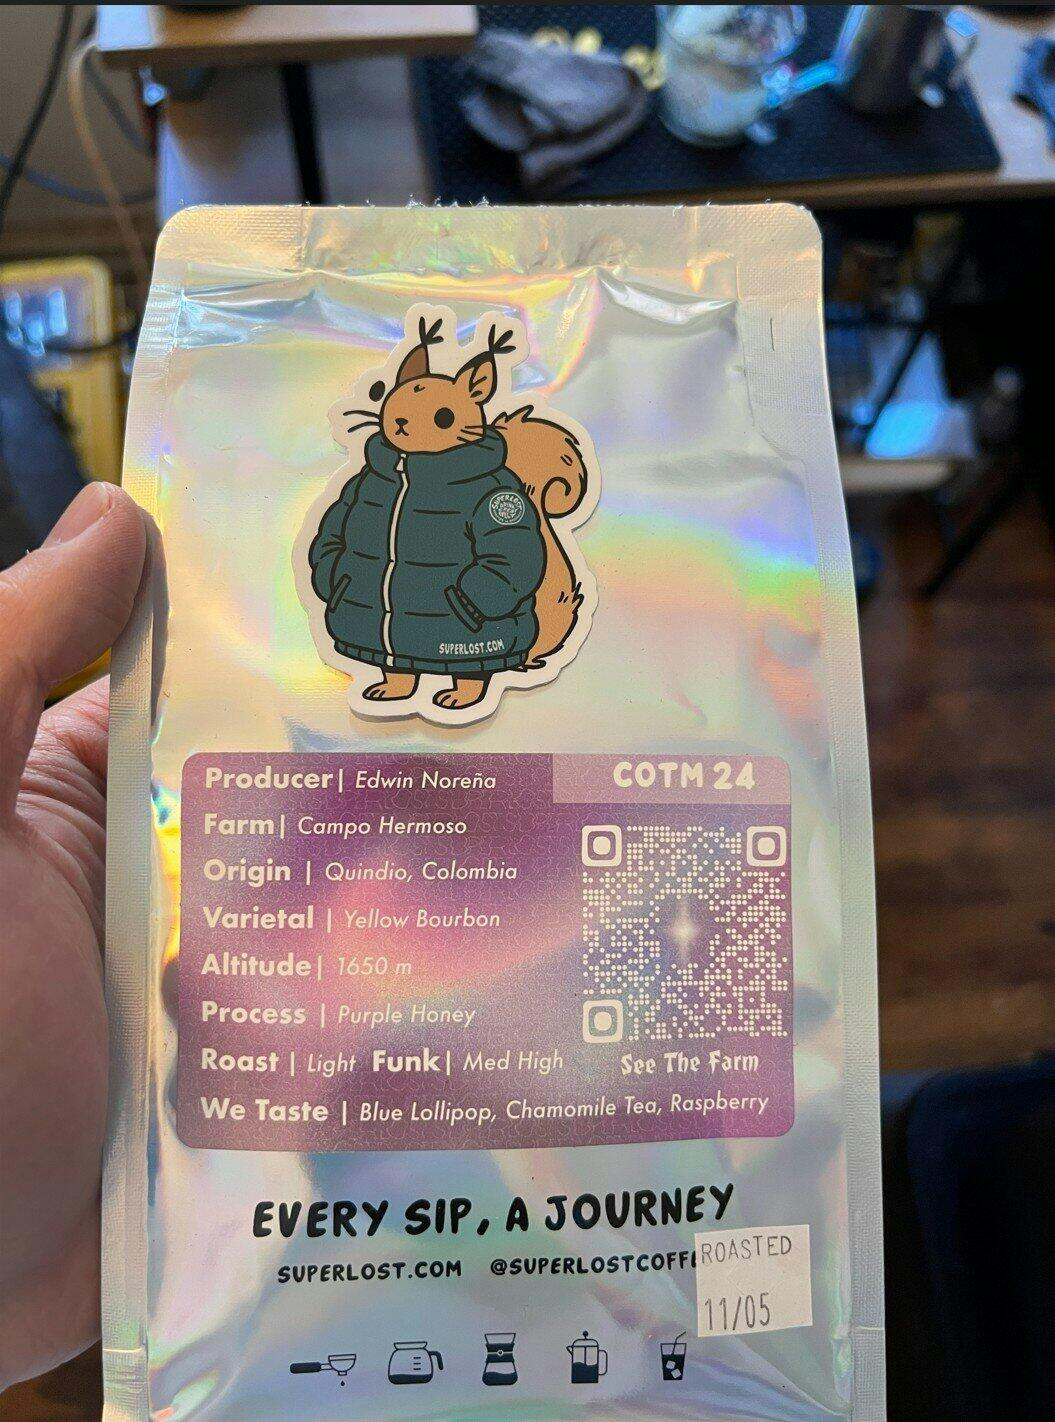 SUPERLOST
SUPERLOST.COM
Producer| Edwin Noreña
COTM 24
Farm| Campo Hermoso
Origin | Quindio, Colombia
Varietal | Yellow Bourbon
Altitude| 1650 m
Process | Purple Honey
Roast | Light Funk| Med High
See The Farm
We Taste | Blue Lollipop, Chamomile Tea, Raspberry
EVERY SIP, A JOURNEY
SUPERLOST.COM @SUPERLOSTCOFFE
ROASTED
11/05